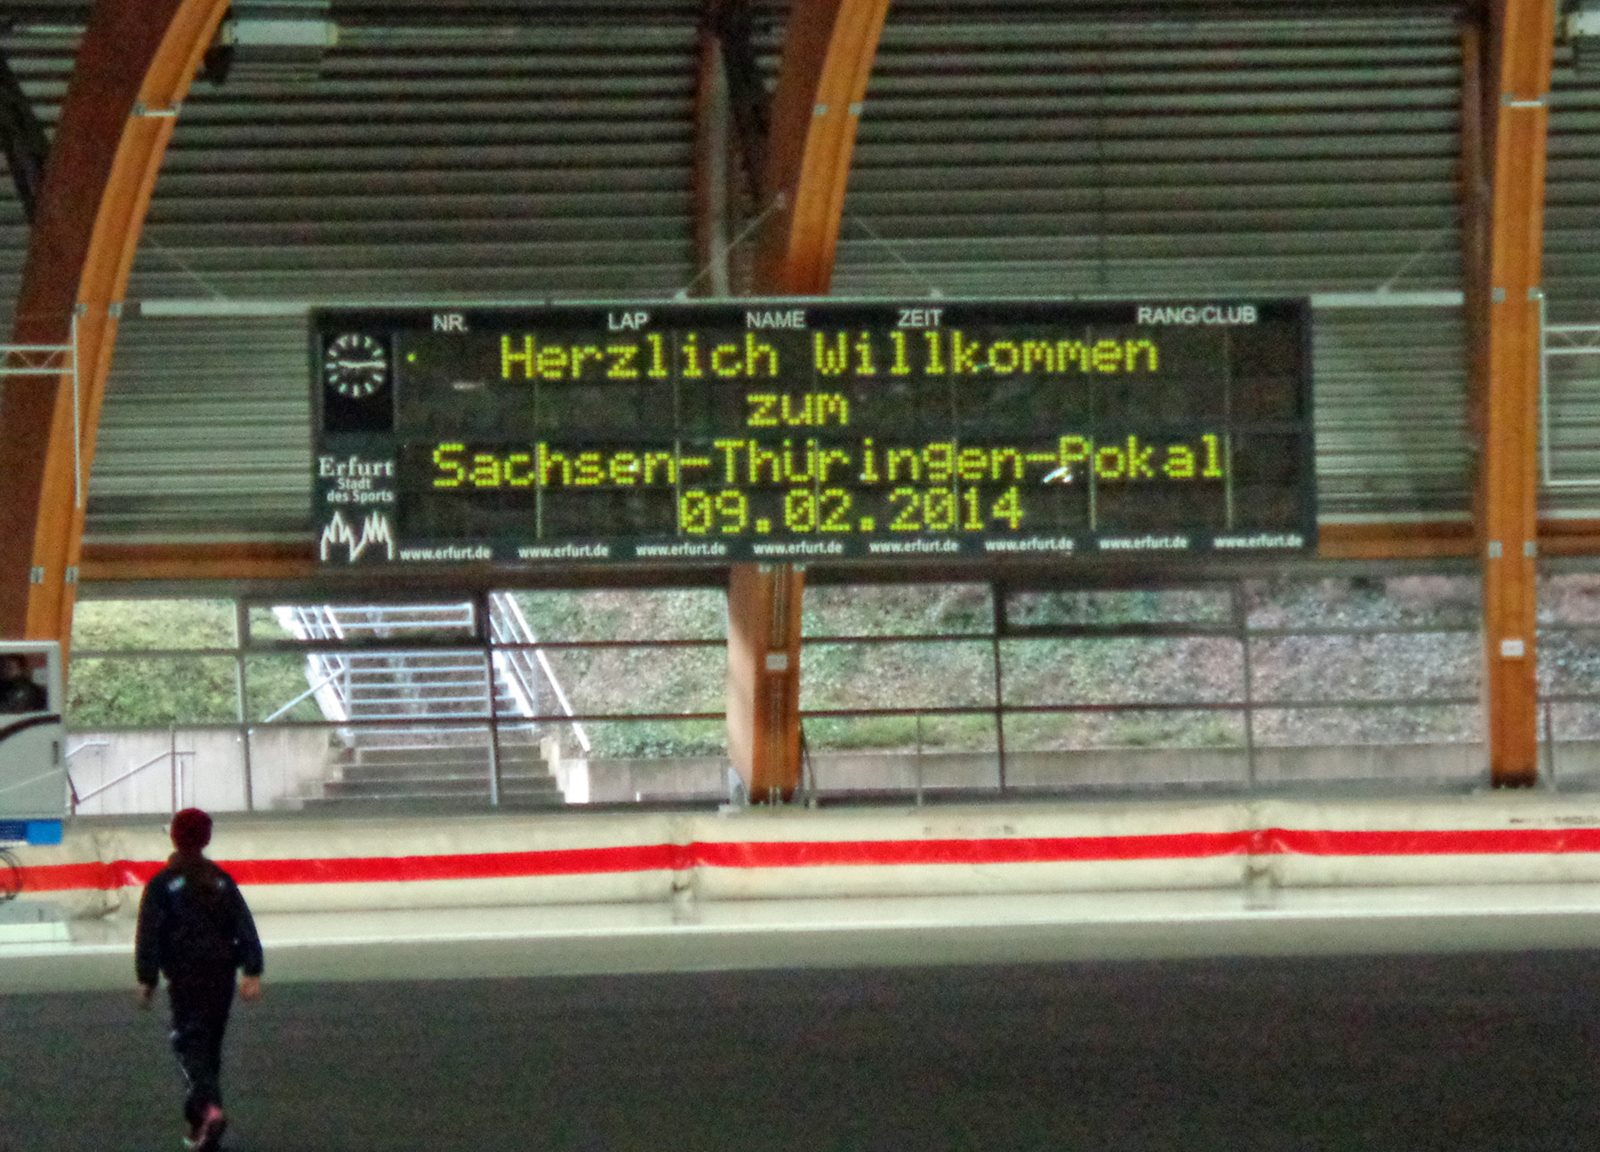 NR. LAP NAME ZEIT RANG/CLUB
Herzlich Willkommen
zum
Sachsen-Thüringen-Pokal
09.02.2014
Erfurt
Stadt
des Sports
www.erfurt.de www.erfurt.de www.erfurt.de www.erfurt.de www.erfurt.de www.erfurt.de www.erfurt.de www.erfurt.de